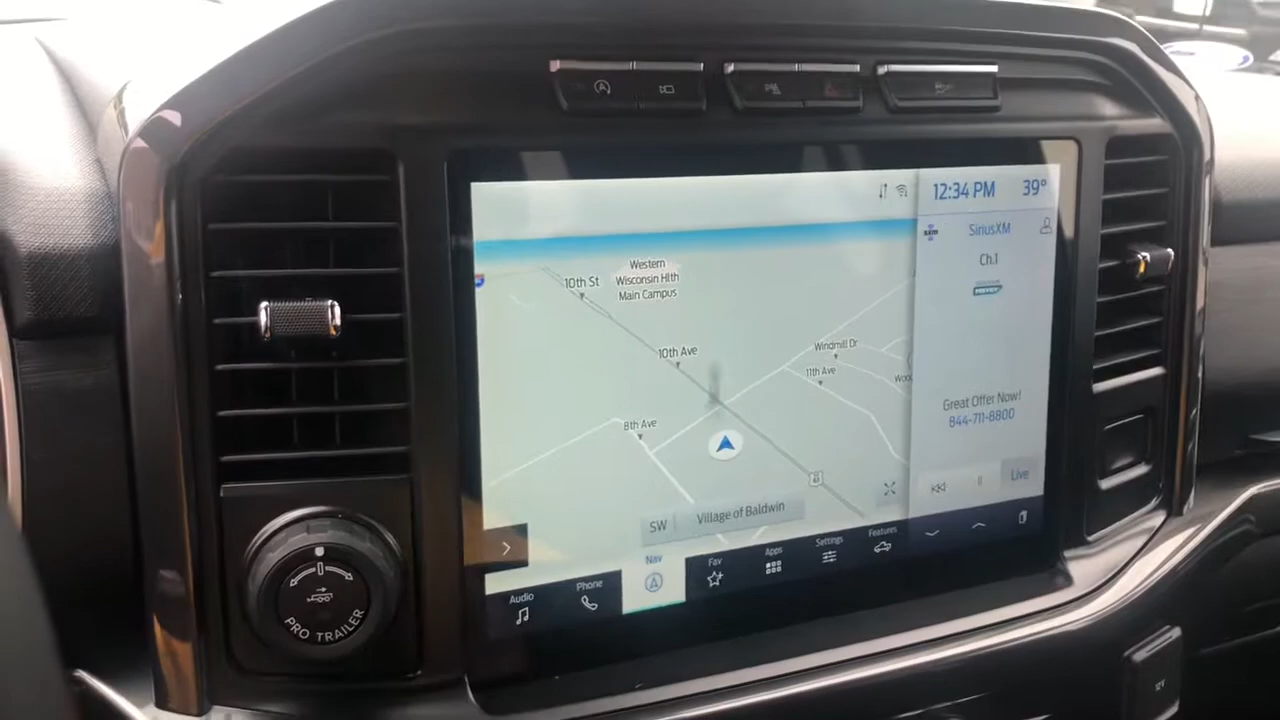 12:34 PM 39°
SiriusXM
Ch.1
Great Offer Now!
844-711-8800
Live
Western
Wisconsin Hlth
Main Campus
10th St
10th Ave
Windmill Dr
11th Ave
8th Ave
63
SW Village of Baldwin
Audio
Phone
Nav
Fav
Apps
Settings
Features
PRO TRAILER
12V